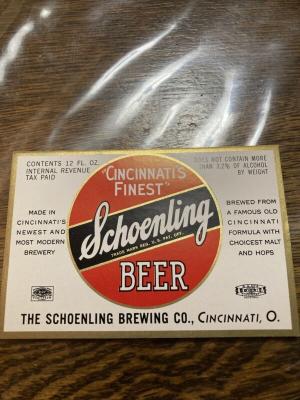 CONTENTS 12 FL. OZ.
INTERNAL REVENUE
TAX PAID
DOES NOT CONTAIN MORE
THAN 3.2% OF ALCOHOL
BY WEIGHT
"CINCINNATI'S
FINEST"
MADE IN
CINCINNATI'S
NEWEST AND
MOST MODERN
BREWERY
Schoenling
TRADE MARK REG. U.S. PAT. OFF.
BEER
BREWED FROM
A FAMOUS OLD
CINCINNATI
FORMULA WITH
CHOICEST MALT
AND HOPS
THE SCHOENLING BREWING CO., CINCINNATI, O.